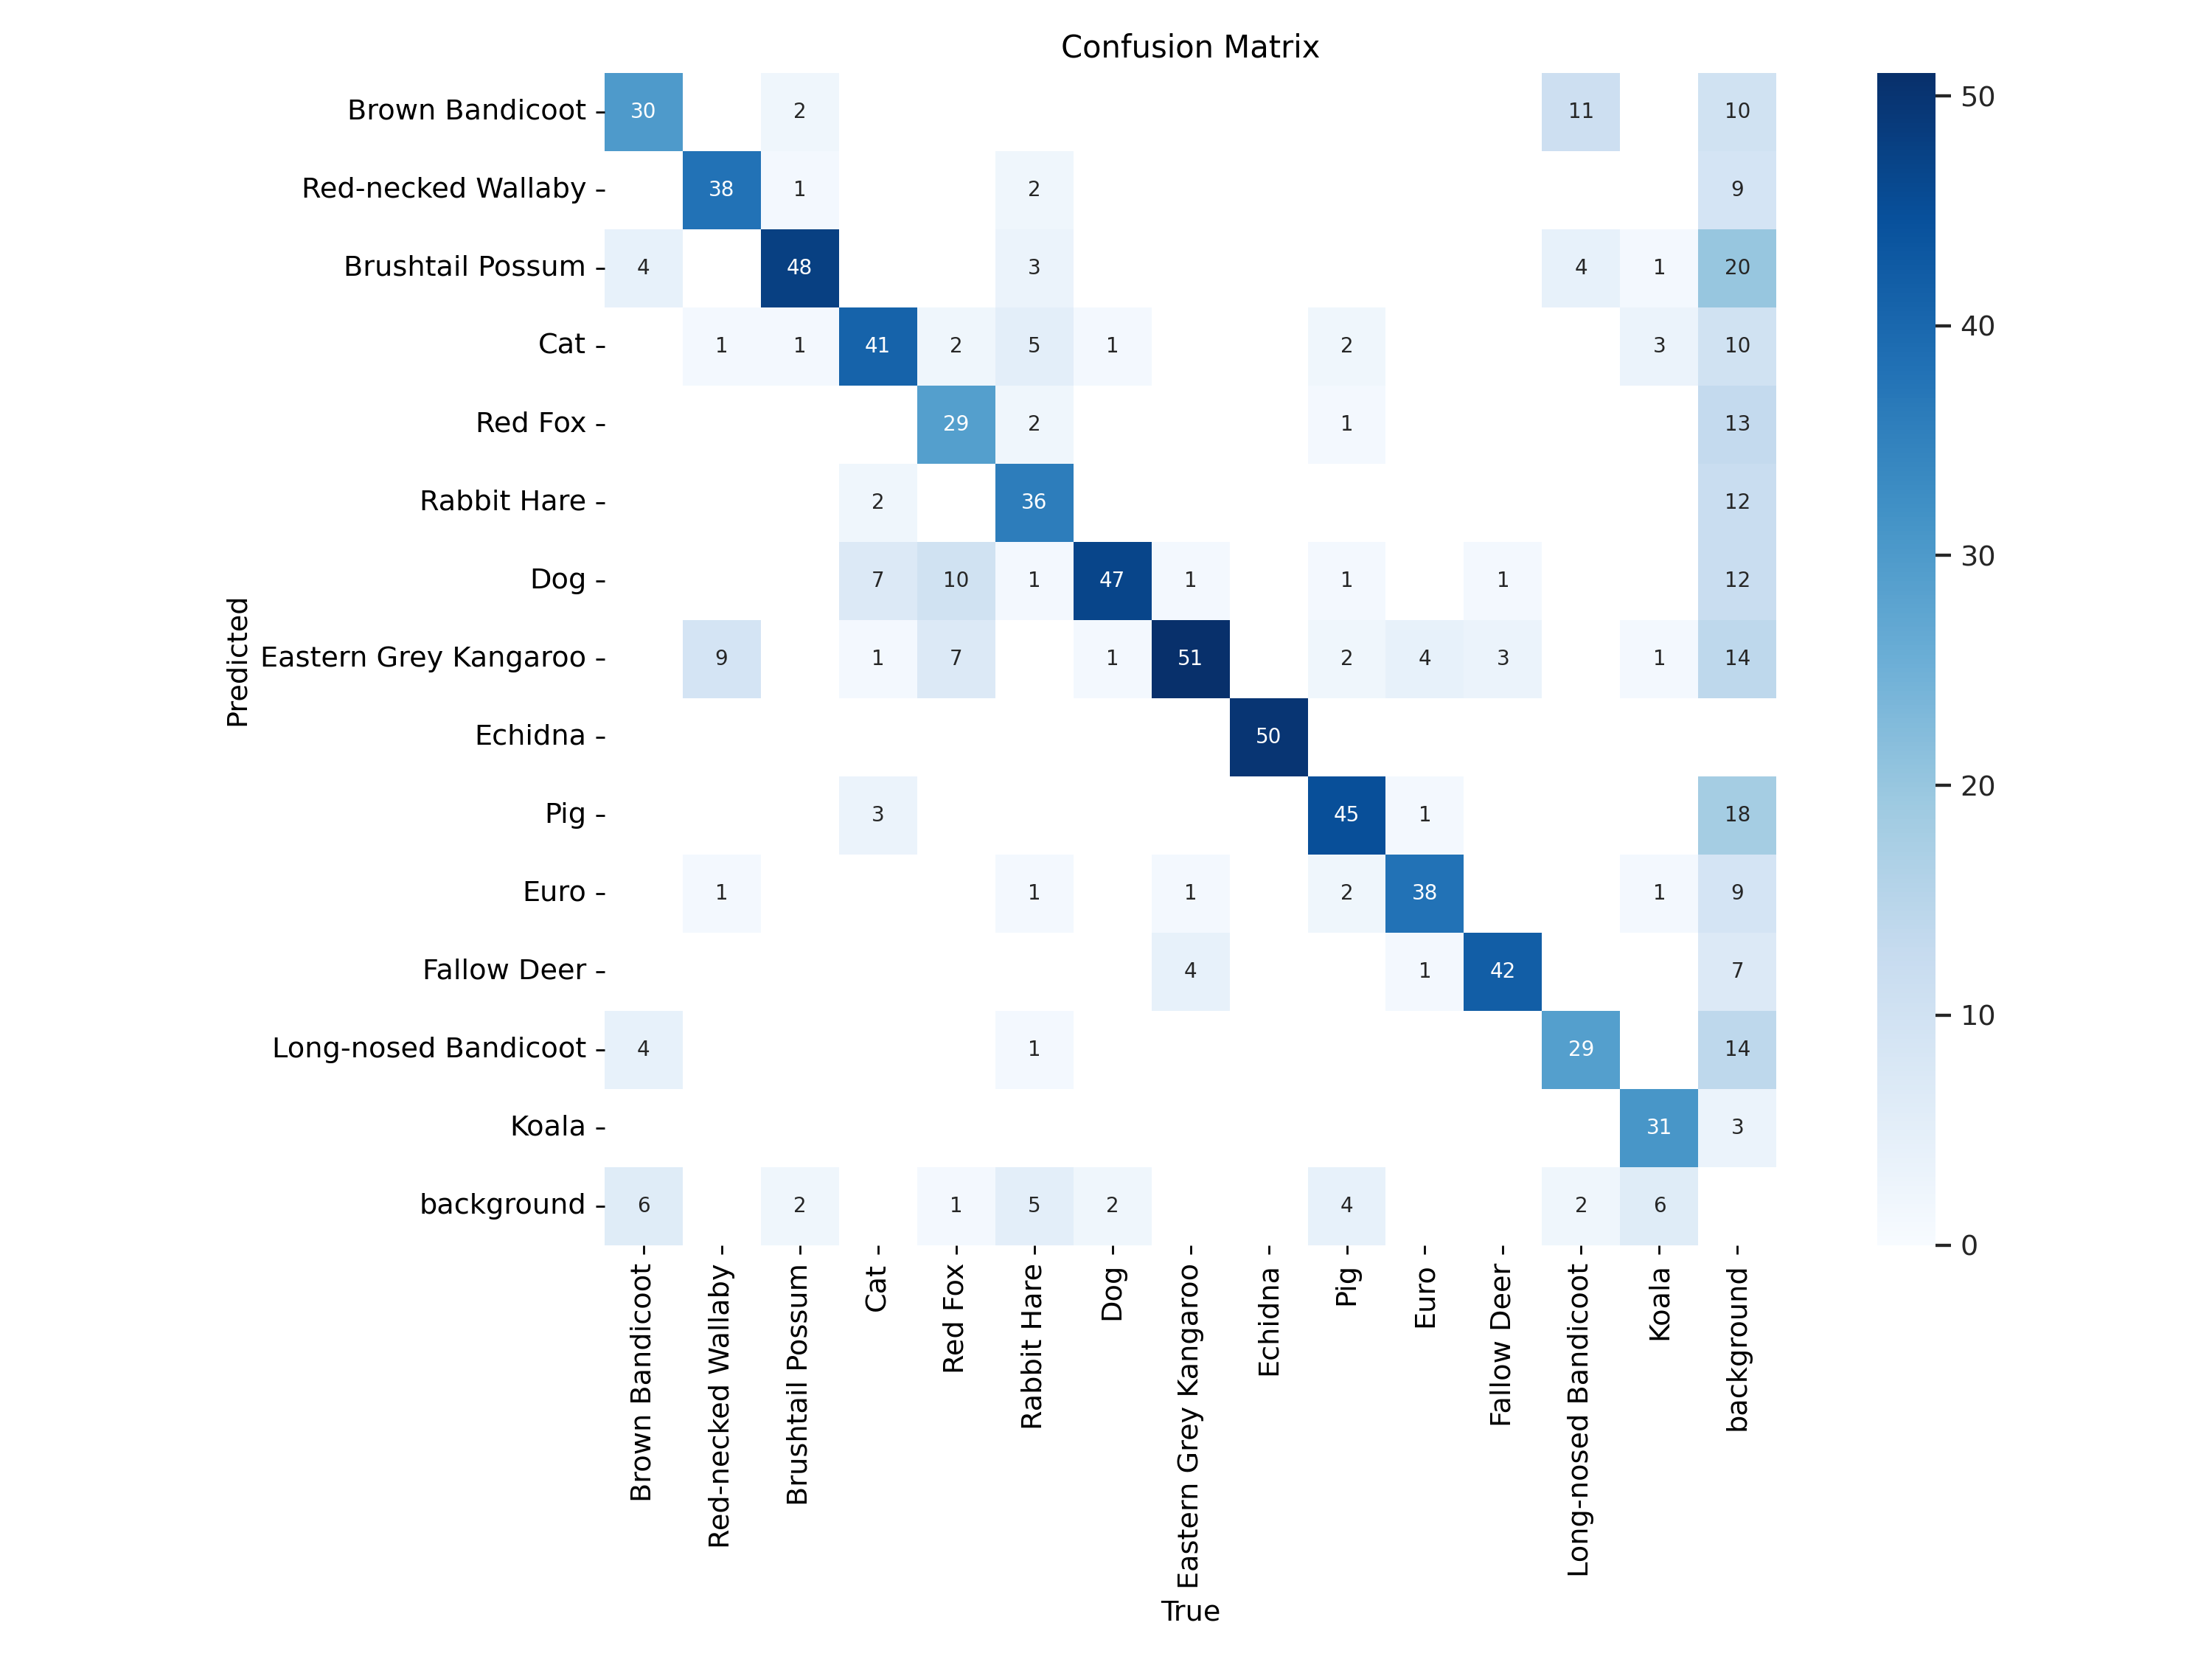 Confusion Matrix
Brown Bandicoot 30 2 11 10
Red-necked Wallaby 38 1 2 9
Brushtail Possum 4 48 3 4 1 20
Cat 1 1 41 2 5 1 2 3 10
Red Fox 29 2 1 13
Rabbit Hare 2 36 12
Dog 7 10 1 47 1 1 1 12
Eastern Grey Kangaroo 9 1 7 1 51 2 4 3 1 14
Echidna 50
Pig 3 45 1 18
Euro 1 1 1 2 38 1 9
Fallow Deer 4 1 42 7
Long-nosed Bandicoot 4 1 29 14
Koala 31 3
background 6 2 1 5 2 4 2 6
Predicted
Brown Bandicoot
Red-necked Wallaby
Brushtail Possum
Cat
Red Fox
Rabbit Hare
Dog
Eastern Grey Kangaroo
Echidna
Pig
Euro
Fallow Deer
Long-nosed Bandicoot
Koala
background
True
50
40
30
20
10
0